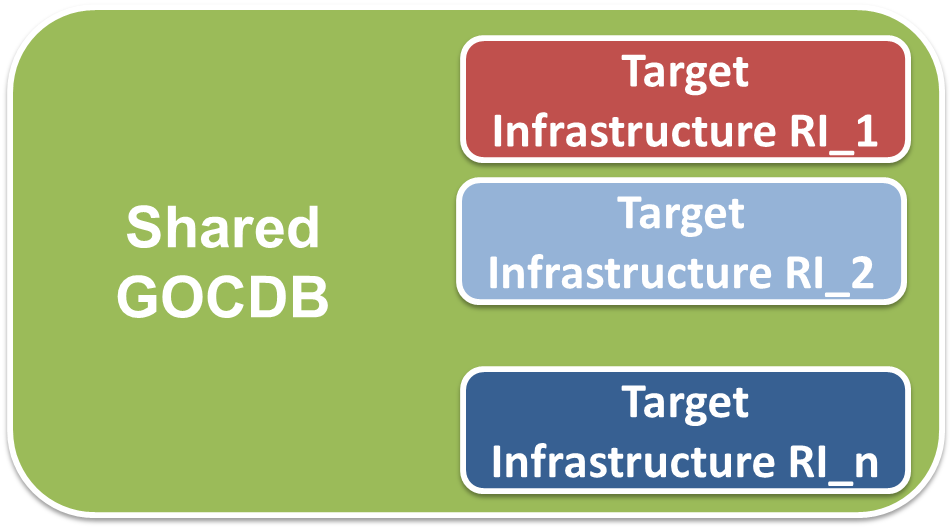 Shared
GOCDB
Target
Infrastructure RI_1
Target
Infrastructure RI_2
Target
Infrastructure RI_n